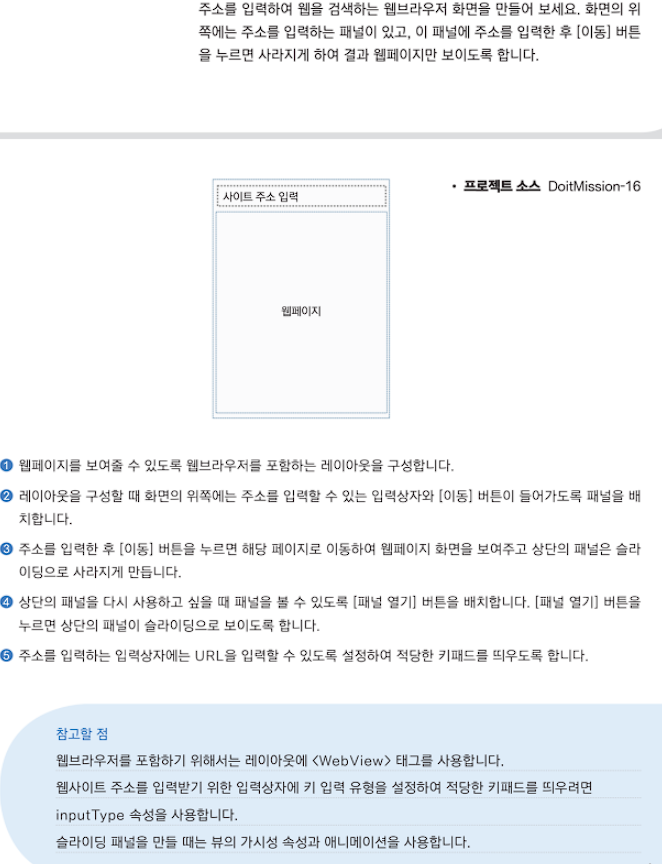 주소를 입력하여 웹을 검색하는 웹브라우저 화면을 만들어 보세요. 화면의 위
쪽에는 주소를 입력하는 패널이 있고, 이 패널에 주소를 입력한 후 [이동] 버튼
을 누르면 사라지게 하여 결과 웹페이지만 보이도록 합니다.
• 프로젝트 소스 DoitMission-16
사이트 주소 입력
웹페이지
1 웹페이지를 보여줄 수 있도록 웹브라우저를 포함하는 레이아웃을 구성합니다.
2 레이아웃을 구성할 때 화면의 위쪽에는 주소를 입력할 수 있는 입력상자와 [이동] 버튼이 들어가도록 패널을 배
치합니다.
3 주소를 입력한 후 [이동] 버튼을 누르면 해당 페이지로 이동하여 웹페이지 화면을 보여주고 상단의 패널은 슬라
이딩으로 사라지게 만듭니다.
4 상단의 패널을 다시 사용하고 싶을 때 패널을 볼 수 있도록 [패널 열기] 버튼을 배치합니다. [패널 열기] 버튼을
누르면 상단의 패널이 슬라이딩으로 보이도록 합니다.
5 주소를 입력하는 입력상자에는 URL을 입력할 수 있도록 설정하여 적당한 키패드를 띄우도록 합니다.
참고할 점
웹브라우저를 포함하기 위해서는 레이아웃에 <WebView> 태그를 사용합니다.
웹사이트 주소를 입력받기 위한 입력상자에 키 입력 유형을 설정하여 적당한 키패드를 띄우려면
inputType 속성을 사용합니다.
슬라이딩 패널을 만들 때는 뷰의 가시성 속성과 애니메이션을 사용합니다.